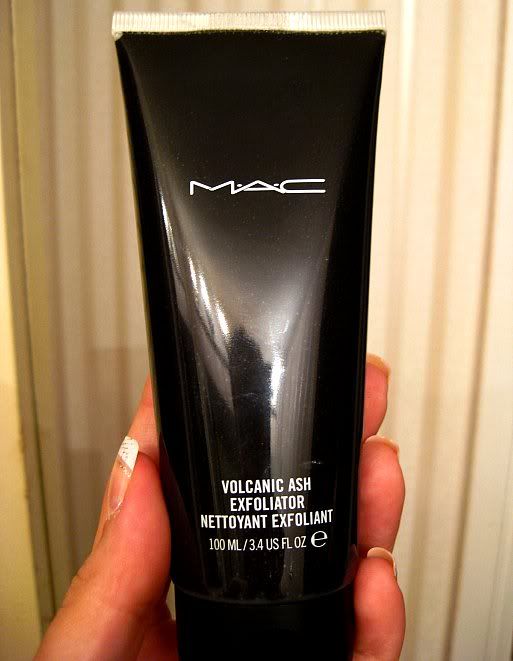 M·A·C
VOLCANIC ASH
EXFOLIATOR
NETTOYANT EXFOLIANT
100 ML / 3.4 US FL OZ ℮